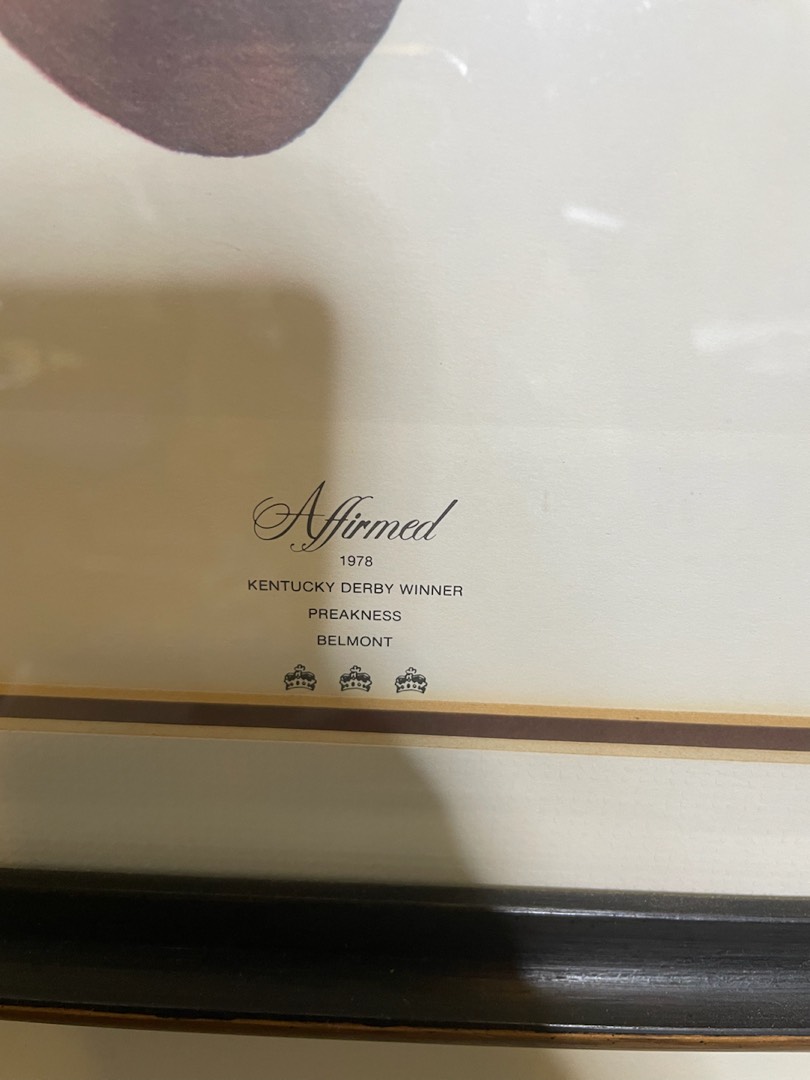 Affirmed
1978
KENTUCKY DERBY WINNER
PREAKNESS
BELMONT